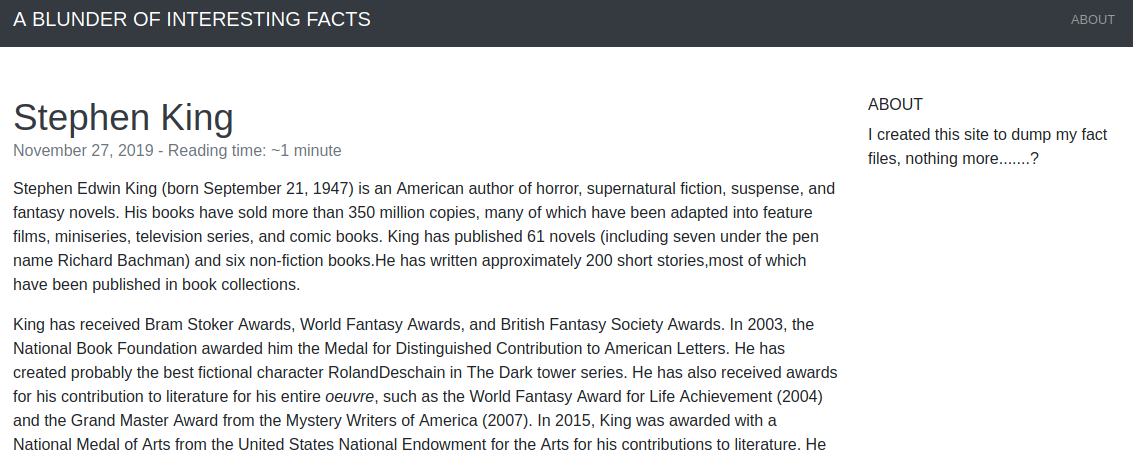 A BLUNDER OF INTERESTING FACTS
ABOUT
Stephen King
November 27, 2019 - Reading time: ~1 minute
Stephen Edwin King (born September 21, 1947) is an American author of horror, supernatural fiction, suspense, and
fantasy novels. His books have sold more than 350 million copies, many of which have been adapted into feature
films, miniseries, television series, and comic books. King has published 61 novels (including seven under the pen
name Richard Bachman) and six non-fiction books.He has written approximately 200 short stories,most of which
have been published in book collections.
King has received Bram Stoker Awards, World Fantasy Awards, and British Fantasy Society Awards. In 2003, the
National Book Foundation awarded him the Medal for Distinguished Contribution to American Letters. He has
created probably the best fictional character RolandDeschain in The Dark tower series. He has also received awards
for his contribution to literature for his entire oeuvre, such as the World Fantasy Award for Life Achievement (2004)
and the Grand Master Award from the Mystery Writers of America (2007). In 2015, King was awarded with a
National Medal of Arts from the United States National Endowment for the Arts for his contributions to literature. He
ABOUT
I created this site to dump my fact
files, nothing more.......?